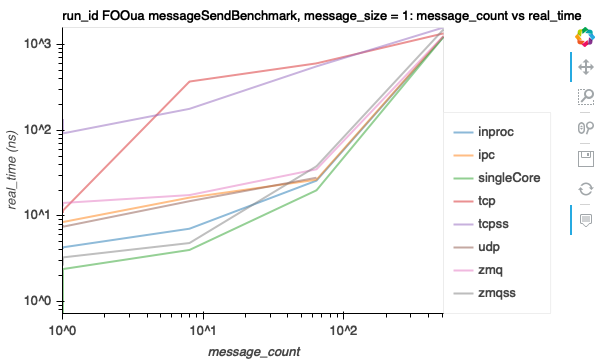 run_id FOOua messageSendBenchmark, message_size = 1: message_count vs real_time
10^3
10^2
10^1
10^0
real_time (ns)
10^0
10^1
10^2
message_count
inproc
ipc
singleCore
tcp
tcpss
udp
zmq
zmqss